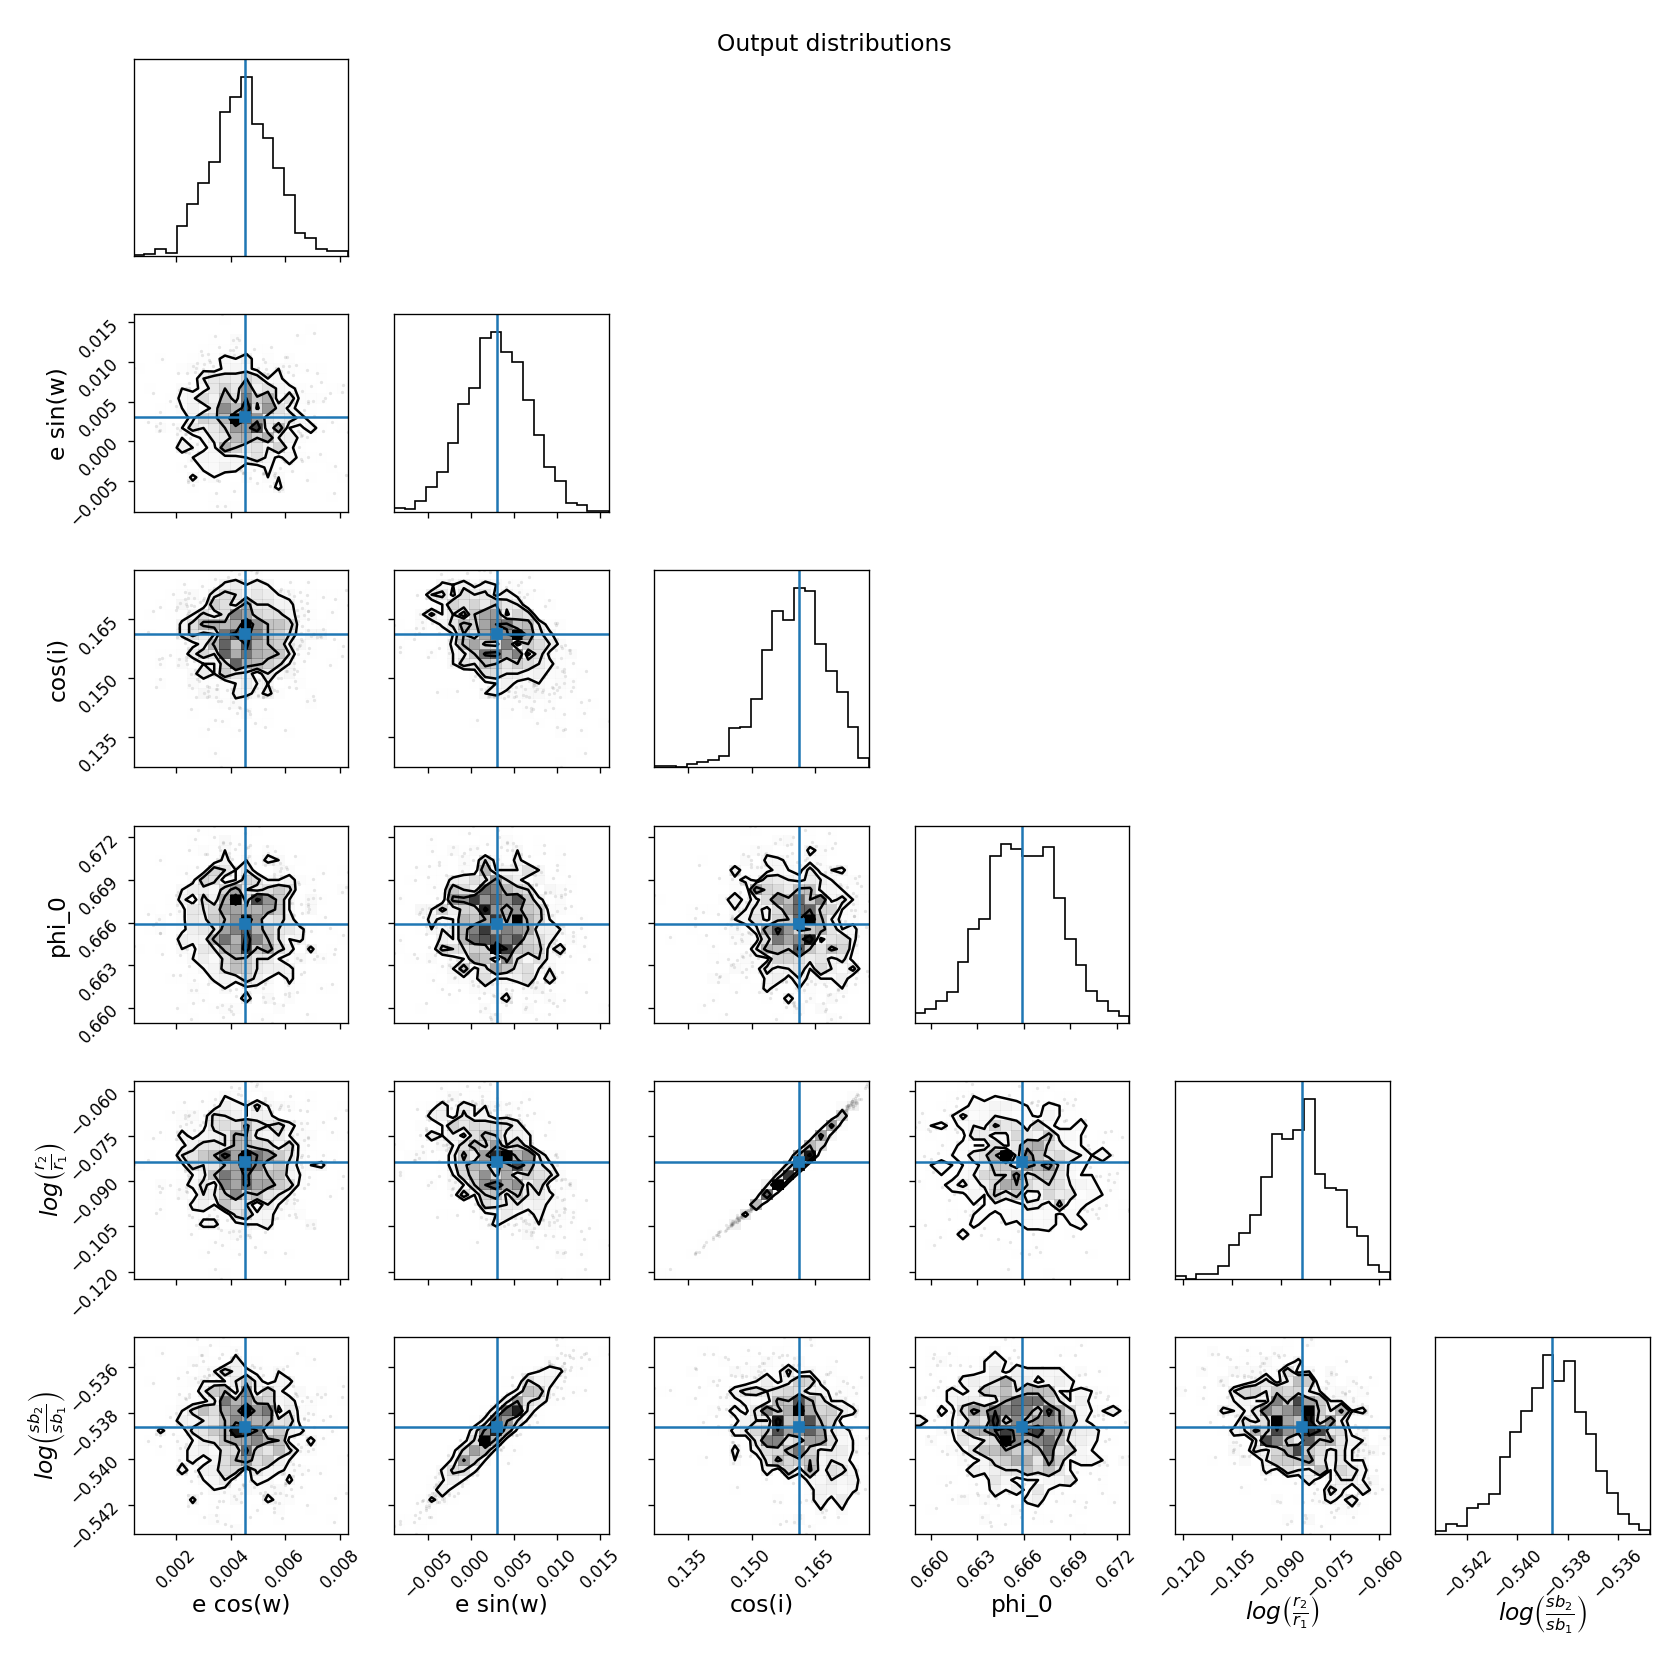 Output distributions
0.015
0.010
0.005
0.000
−0.005
e sin(w)
0.165
0.150
0.135
cos(i)
0.672
0.669
0.666
0.663
0.660
phi_0
−0.060
−0.075
−0.090
−0.105
−0.120
log(r₂/r₁)
−0.536
−0.538
−0.540
−0.542
log(sb₂/sb₁)
0.002 0.004 0.006 0.008
e cos(w)
−0.005 0.000 0.005 0.010 0.015
e sin(w)
0.135 0.150 0.165
cos(i)
0.660 0.663 0.666 0.669 0.672
phi_0
−0.120 −0.105 −0.090 −0.075 −0.060
log(r₂/r₁)
−0.542 −0.540 −0.538 −0.536
log(sb₂/sb₁)